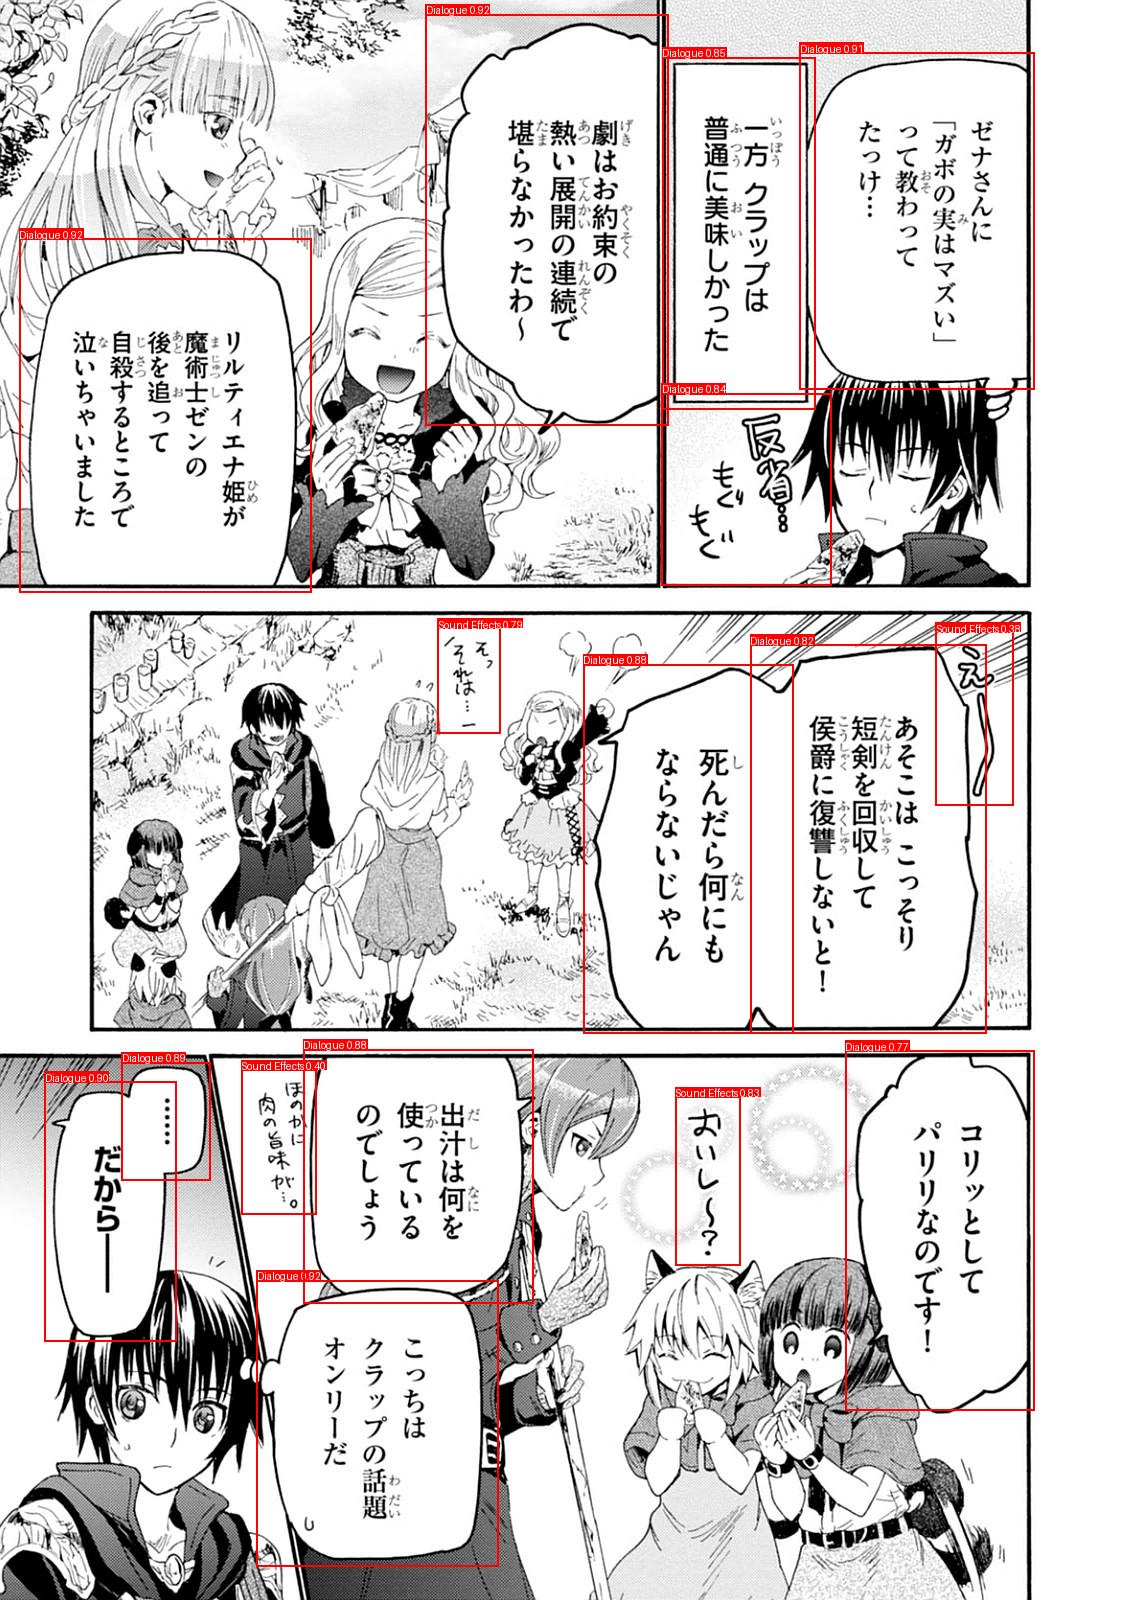 Dialogue 0.91
ゼナさんに
「ガボの実はマズい」
って教わって
たっけ…
Dialogue 0.85
一方 クラップは
普通に美味しかった
Dialogue 0.84
反省…
もぐ
もぐ
Dialogue 0.92
劇はお約束の
熱い展開の連続で
堪らなかったわ～
Dialogue 0.92
リルティエナ姫が
魔術士ゼンの
後を追って
自殺するところで
泣いちゃいました
Sound Effects 0.38
えーー
Dialogue 0.82
あそこは こっそり
短剣を回収して
侯爵に復讐しないと！
Dialogue 0.88
死んだら何にも
ならないじゃん
Sound Effects 0.79
そっ
それは…
Dialogue 0.77
コリッとして
パリリなのです！
Sound Effects 0.83
おいし～？
Dialogue 0.88
出汁は何を
使っている
のでしょう
Sound Effects 0.40
ほのかに
肉の旨味が…。
Dialogue 0.92
こっちは
クラップの話題
オンリーだ
Dialogue 0.89
……
Dialogue 0.90
だから――